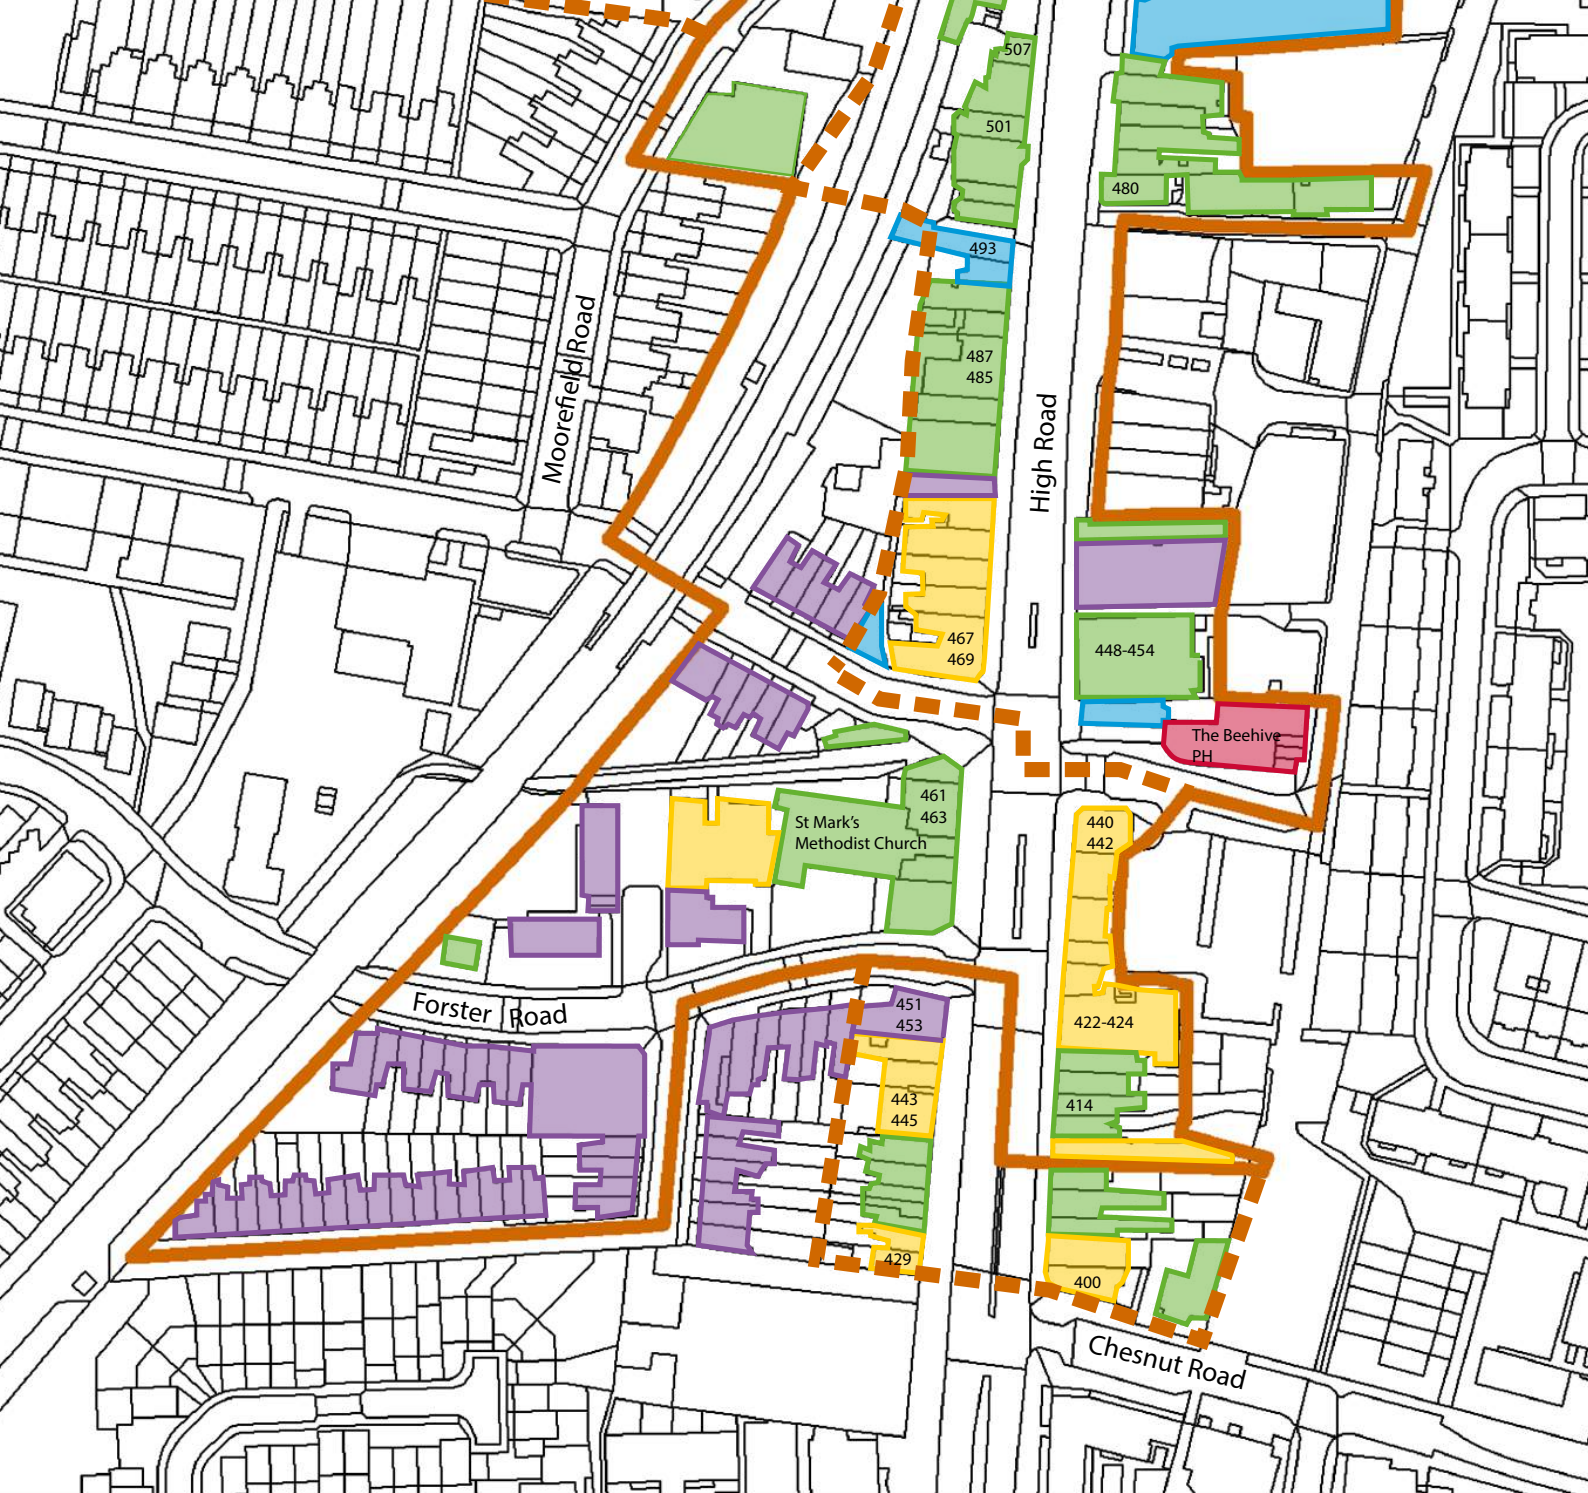 507
501
480
493
Moorefield Road
487
485
High Road
467
469
448-454
The Beehive
PH
461
463
St Mark's
Methodist Church
440
442
Forster Road
451
453
422-424
443
445
414
429
400
Chesnut Road